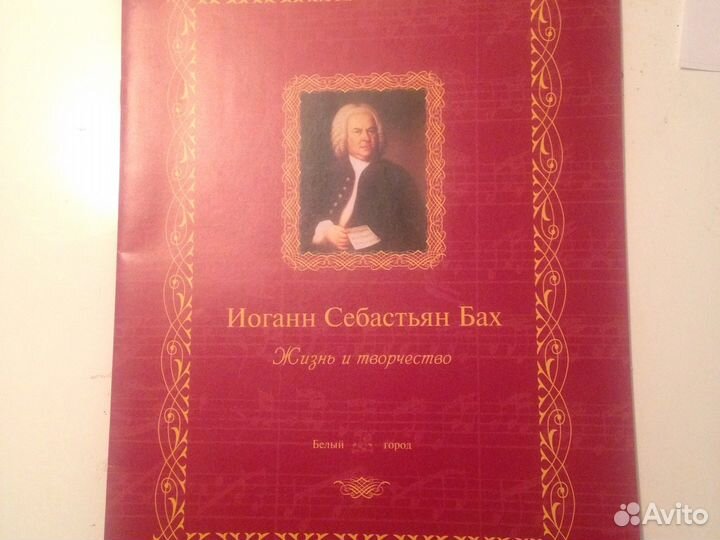 Иоганн Себастьян Бах
Жизнь и творчество
Белый город
Avito